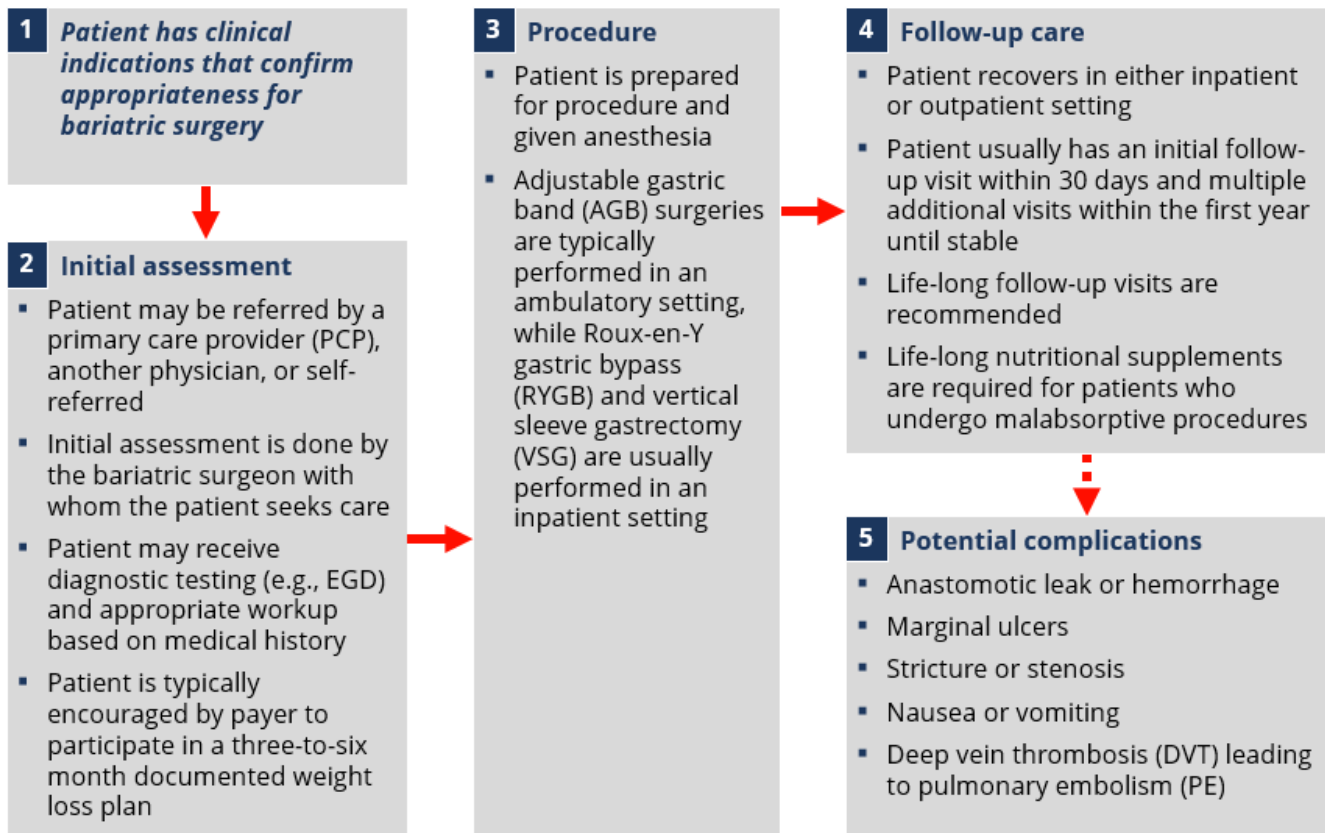 1 Patient has clinical
indications that confirm
appropriateness for
bariatric surgery
2 Initial assessment
▪ Patient may be referred by a
primary care provider (PCP),
another physician, or self-
referred
▪ Initial assessment is done by
the bariatric surgeon with
whom the patient seeks care
▪ Patient may receive
diagnostic testing (e.g., EGD)
and appropriate workup
based on medical history
▪ Patient is typically
encouraged by payer to
participate in a three-to-six
month documented weight
loss plan
3 Procedure
▪ Patient is prepared
for procedure and
given anesthesia
▪ Adjustable gastric
band (AGB) surgeries
are typically
performed in an
ambulatory setting,
while Roux-en-Y
gastric bypass
(RYGB) and vertical
sleeve gastrectomy
(VSG) are usually
performed in an
inpatient setting
4 Follow-up care
▪ Patient recovers in either inpatient
or outpatient setting
▪ Patient usually has an initial follow-
up visit within 30 days and multiple
additional visits within the first year
until stable
▪ Life-long follow-up visits are
recommended
▪ Life-long nutritional supplements
are required for patients who
undergo malabsorptive procedures
5 Potential complications
▪ Anastomotic leak or hemorrhage
▪ Marginal ulcers
▪ Stricture or stenosis
▪ Nausea or vomiting
▪ Deep vein thrombosis (DVT) leading
to pulmonary embolism (PE)